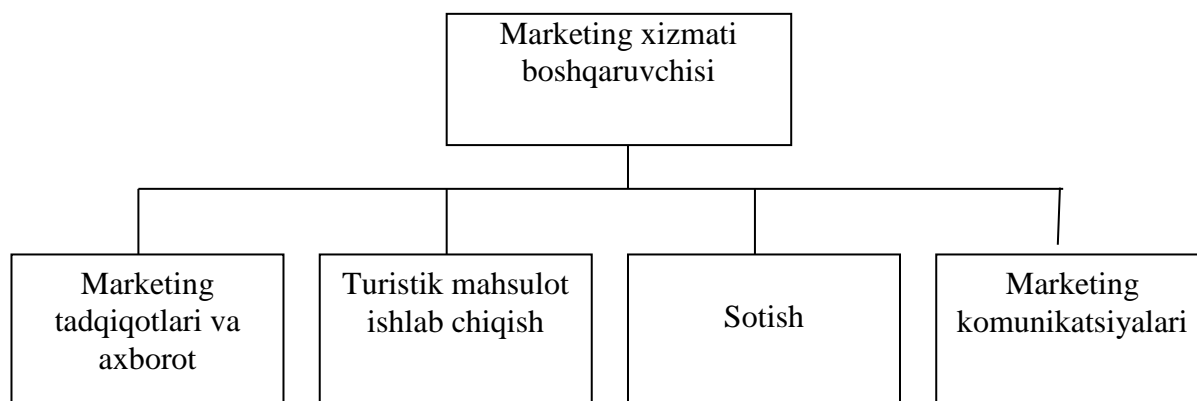 Marketing xizmati
boshqaruvchisi
Marketing
tadqiqotlari va
axborot
Turistik mahsulot
ishlab chiqish
Sotish
Marketing
komunikatsiyalari